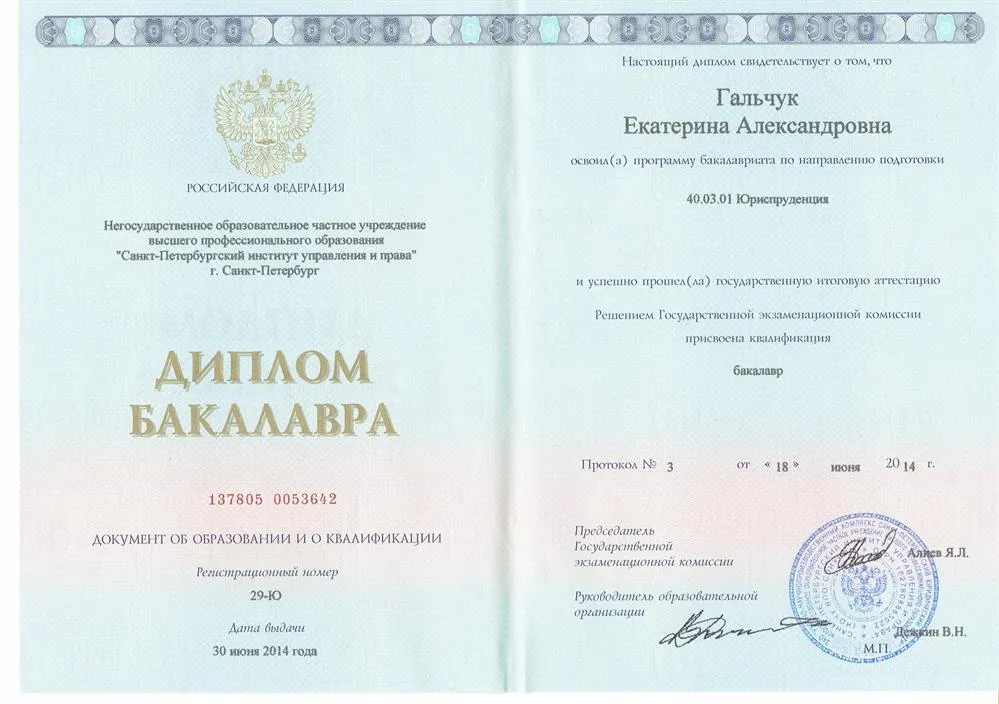 РОССИЙСКАЯ ФЕДЕРАЦИЯ
Негосударственное образовательное частное учреждение
высшего профессионального образования
"Санкт-Петербургский институт управления и права"
г. Санкт-Петербург
ДИПЛОМ
БАКАЛАВРА
137805 0053642
ДОКУМЕНТ ОБ ОБРАЗОВАНИИ И О КВАЛИФИКАЦИИ
Регистрационный номер
29-Ю
Дата выдачи
30 июня 2014 года
Настоящий диплом свидетельствует о том, что
Гальчук
Екатерина Александровна
освоил(а) программу бакалавриата по направлению подготовки
40.03.01 Юриспруденция
и успешно прошел(ла) государственную итоговую аттестацию
Решением Государственной экзаменационной комиссии
присвоена квалификация
бакалавр
Протокол № 3 от « 18 » июня 20 14 г.
Председатель
Государственной
экзаменационной комиссии
Алиев Я.Л.
Руководитель образовательной
организации
Дежкин В.Н.
М.П.